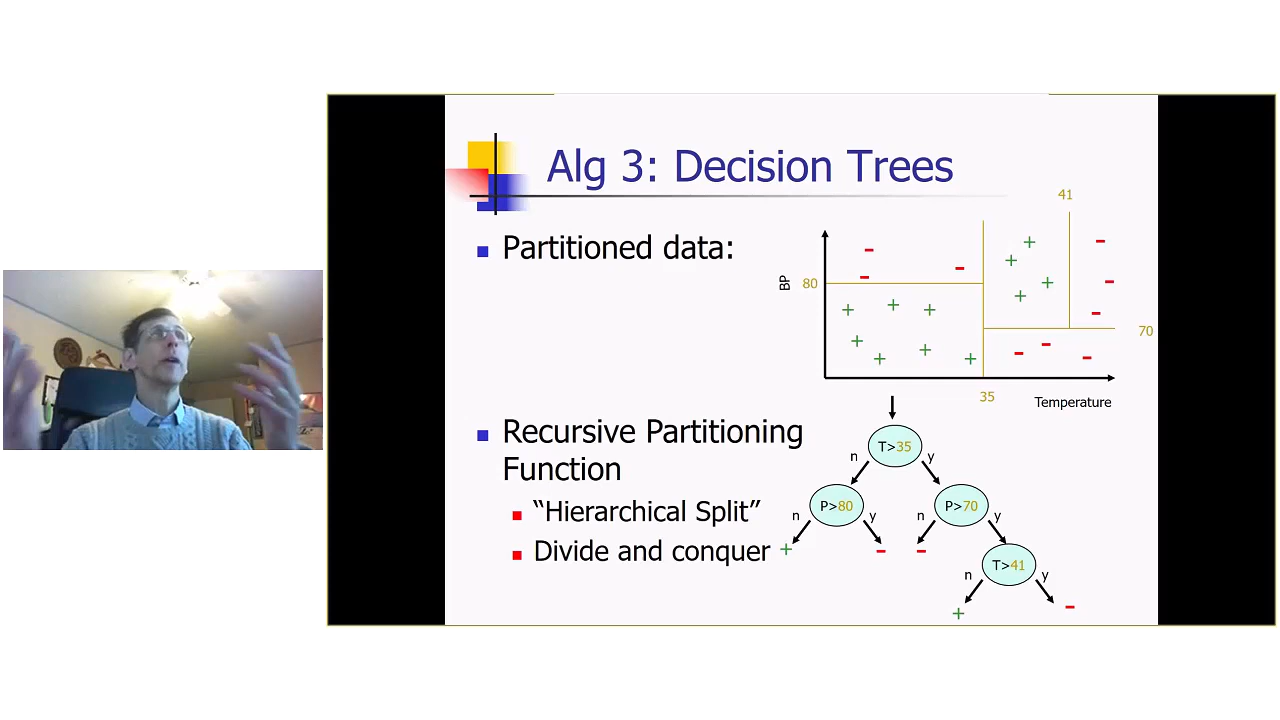 Alg 3: Decision Trees
41
Partitioned data:
BP
80
70
35
Temperature
Recursive Partitioning
Function
"Hierarchical Split"
Divide and conquer
T>35
n
y
P>80
P>70
n
y
n
y
+
-
-
T>41
n
y
+
-